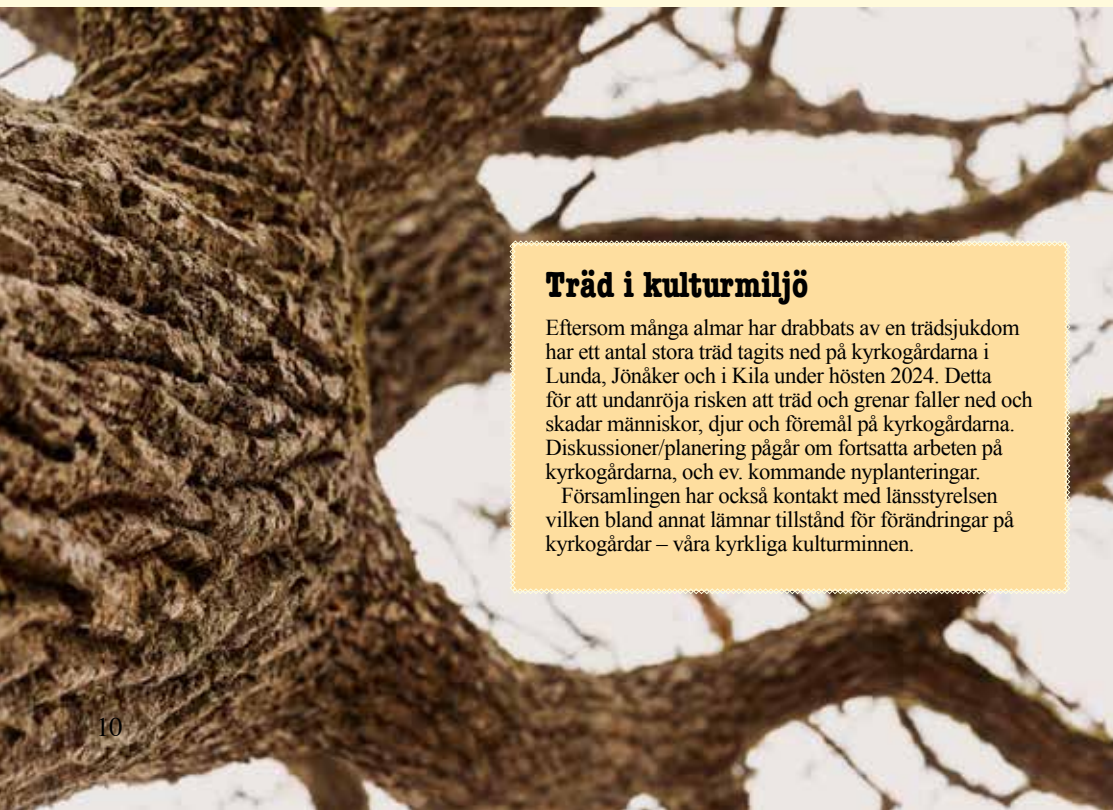 Träd i kulturmiljö
Eftersom många almar har drabbats av en trädsjukdom
har ett antal stora träd tagits ned på kyrkogårdarna i
Lunda, Jönåker och i Kila under hösten 2024. Detta
för att undanröja risken att träd och grenar faller ned och
skadar människor, djur och föremål på kyrkogårdarna.
Diskussioner/planering pågår om fortsatta arbeten på
kyrkogårdarna, och ev. kommande nyplanteringar.
Församlingen har också kontakt med länsstyrelsen
vilken bland annat lämnar tillstånd för förändringar på
kyrkogårdar – våra kyrkliga kulturminnen.
10